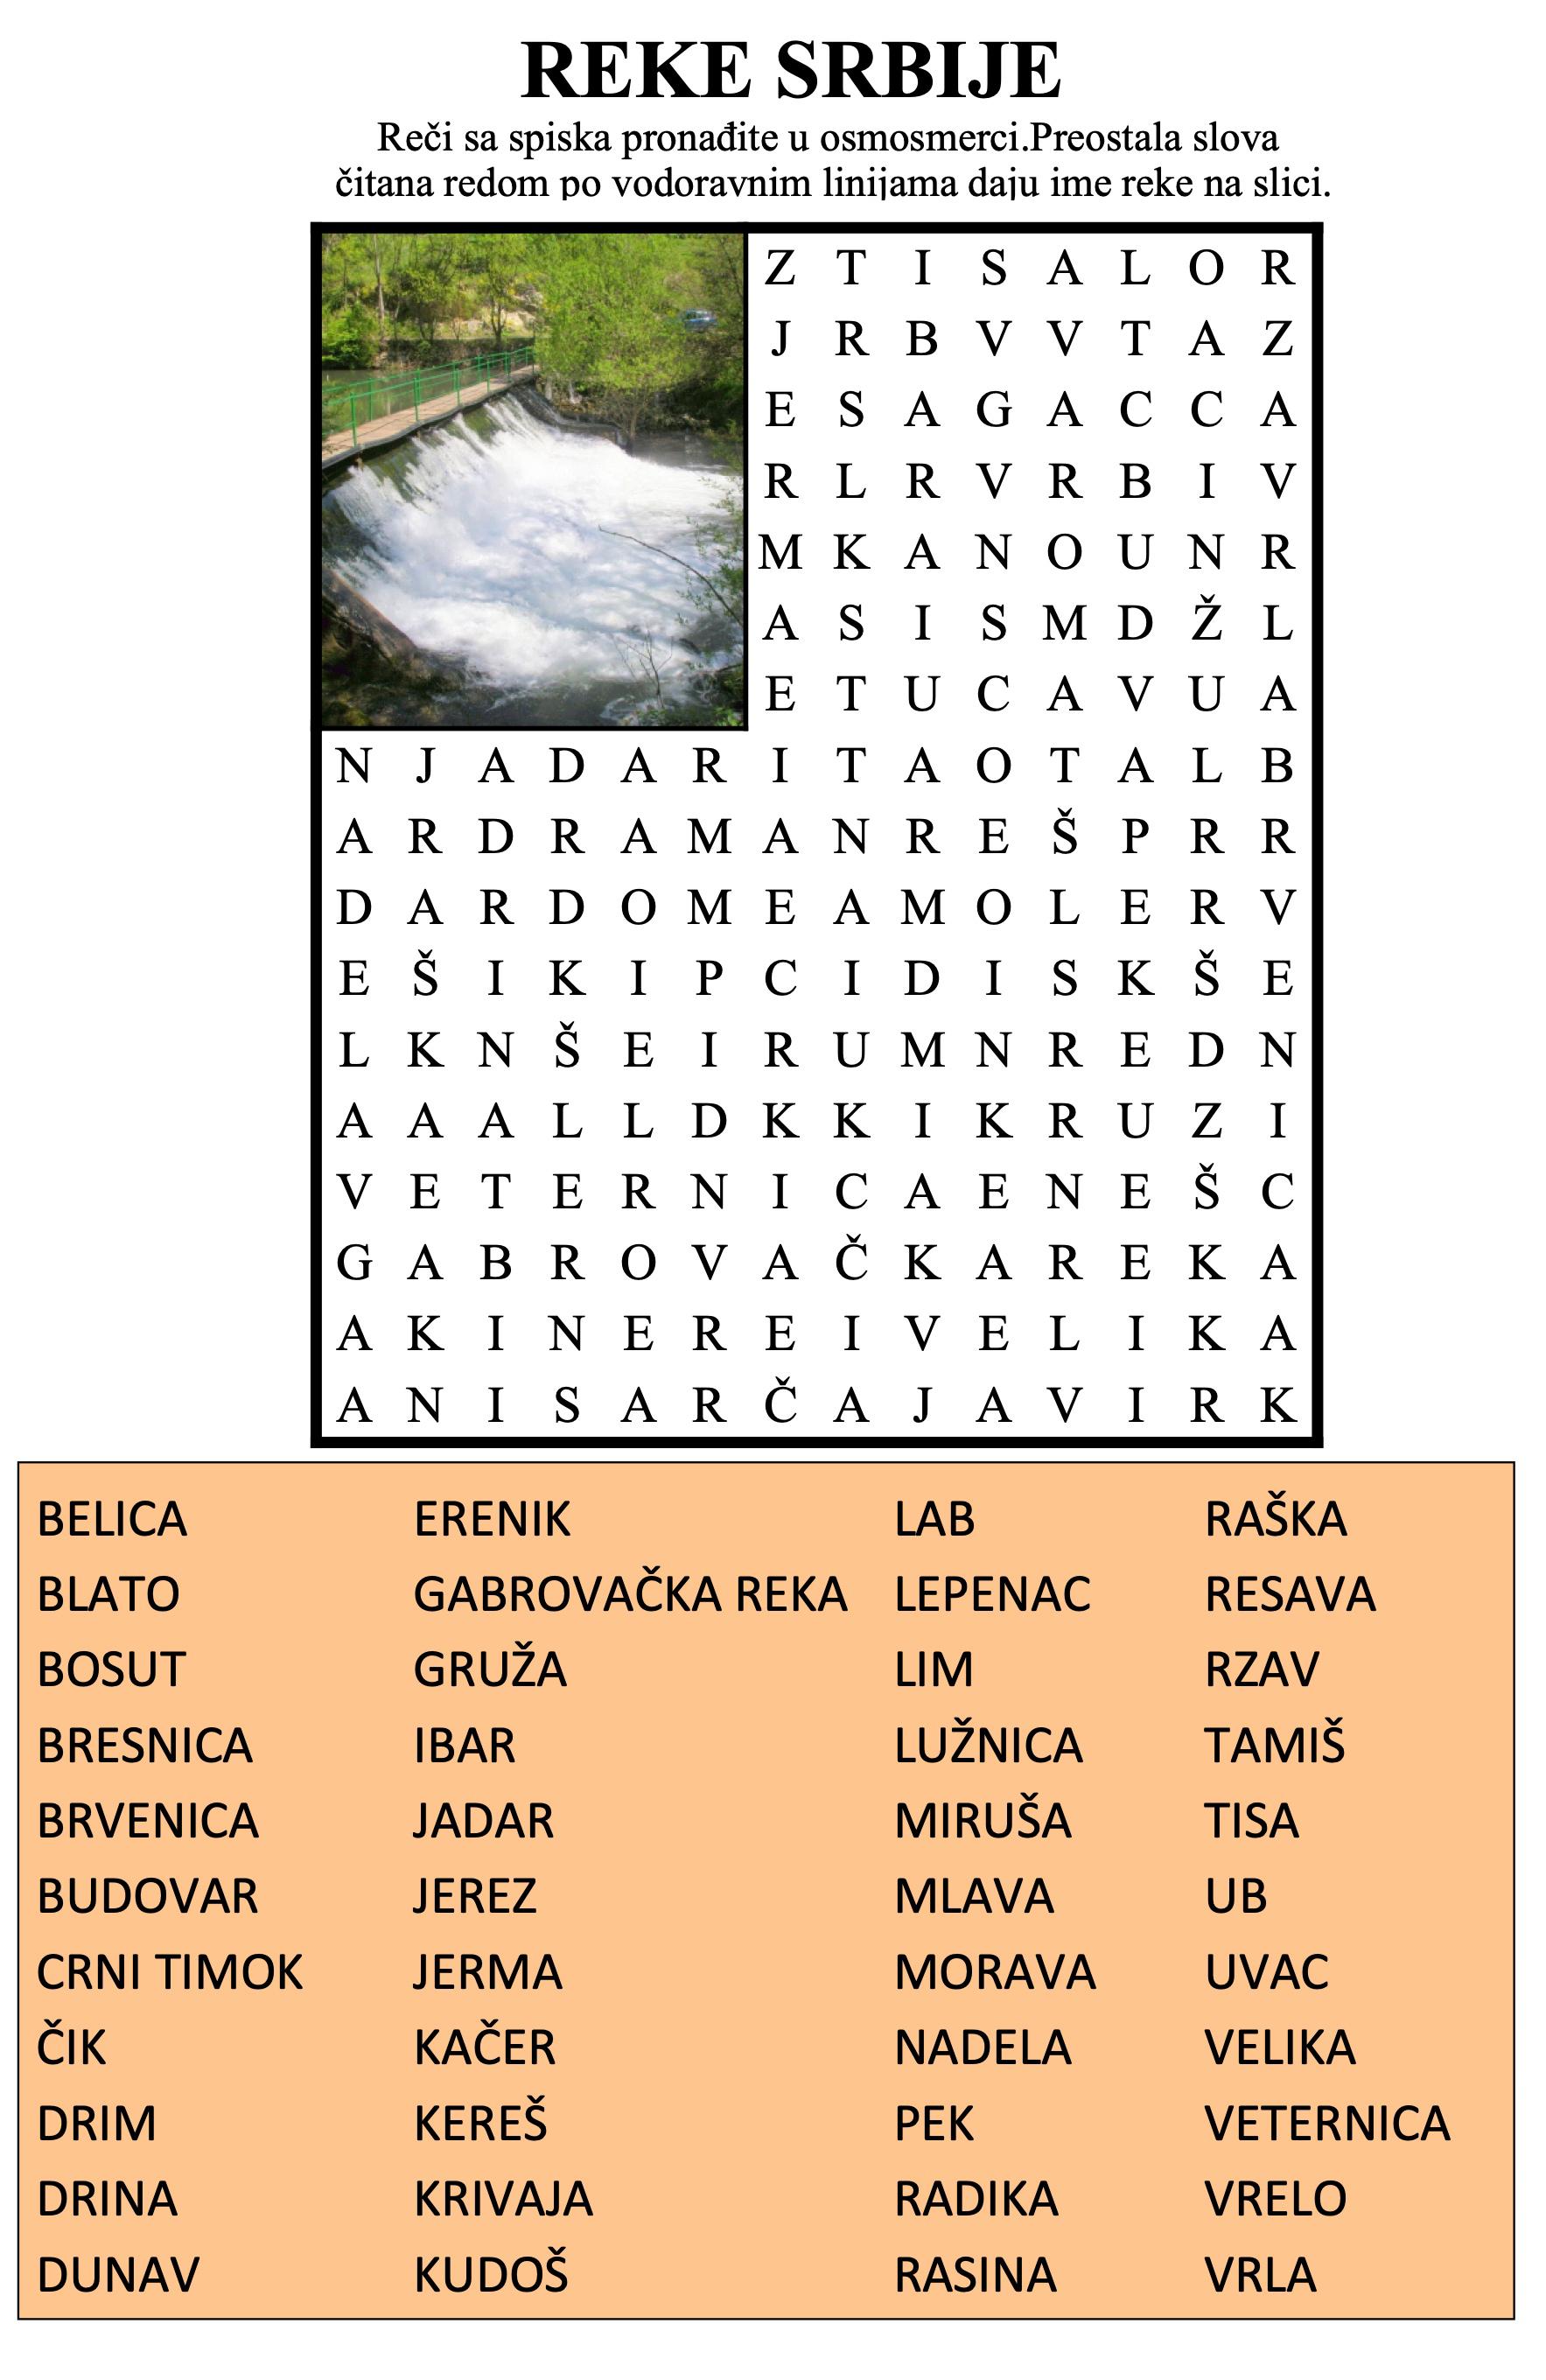 REKE SRBIJE
Reči sa spiska pronađite u osmosmerci.Preostala slova
čitana redom po vodoravnim linijama daju ime reke na slici.
Z T I S A L O R
J R B V V T A Z
E S A G A C C A
R L R V R B I V
M K A N O U N R
A S I S M D Ž L
E T U C A V U A
N J A D A R I T A O T A L B
A R D R A M A N R E Š P R R
D A R D O M E A M O L E R V
E Š I K I P C I D I S K Š E
L K N Š E I R U M N R E D N
A A A L L D K K I K R U Z I
V E T E R N I C A E N E Š C
G A B R O V A Č K A R E K A
A K I N E R E I V E L I K A
A N I S A R Č A J A V I R K
BELICA ERENIK LAB RAŠKA
BLATO GABROVAČKA REKA LEPENAC RESAVA
BOSUT GRUŽA LIM RZAV
BRESNICA IBAR LUŽNICA TAMIŠ
BRVENICA JADAR MIRUŠA TISA
BUDOVAR JEREZ MLAVA UB
CRNI TIMOK JERMA MORAVA UVAC
ČIK KAČER NADELA VELIKA
DRIM KEREŠ PEK VETERNICA
DRINA KRIVAJA RADIKA VRELO
DUNAV KUDOŠ RASINA VRLA